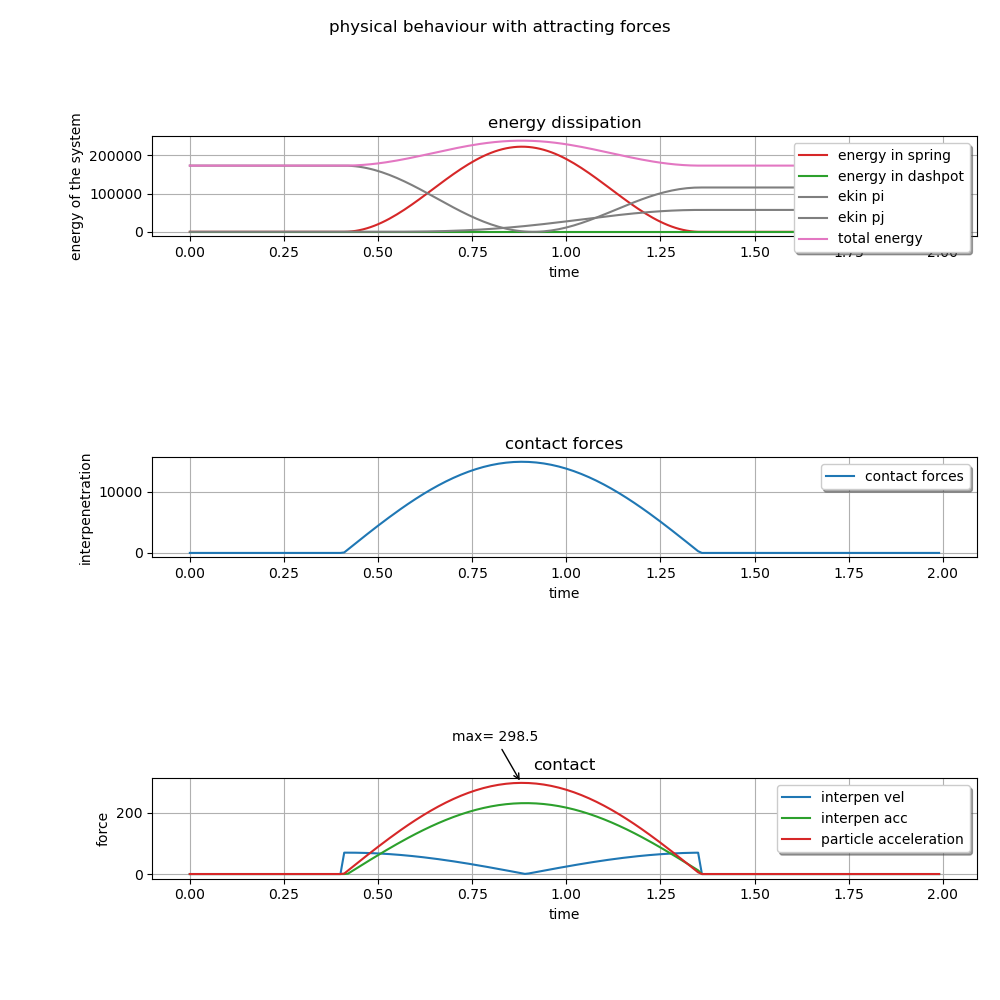 physical behaviour with attracting forces
energy dissipation
energy of the system
200000
100000
0
energy in spring
energy in dashpot
ekin pi
ekin pj
total energy
0.00 0.25 0.50 0.75 1.00 1.25 1.50 1.75 2.00
time
contact forces
interpenetration
10000
0
contact forces
0.00 0.25 0.50 0.75 1.00 1.25 1.50 1.75 2.00
time
max= 298.5
contact
force
200
0
interpen vel
interpen acc
particle acceleration
0.00 0.25 0.50 0.75 1.00 1.25 1.50 1.75 2.00
time